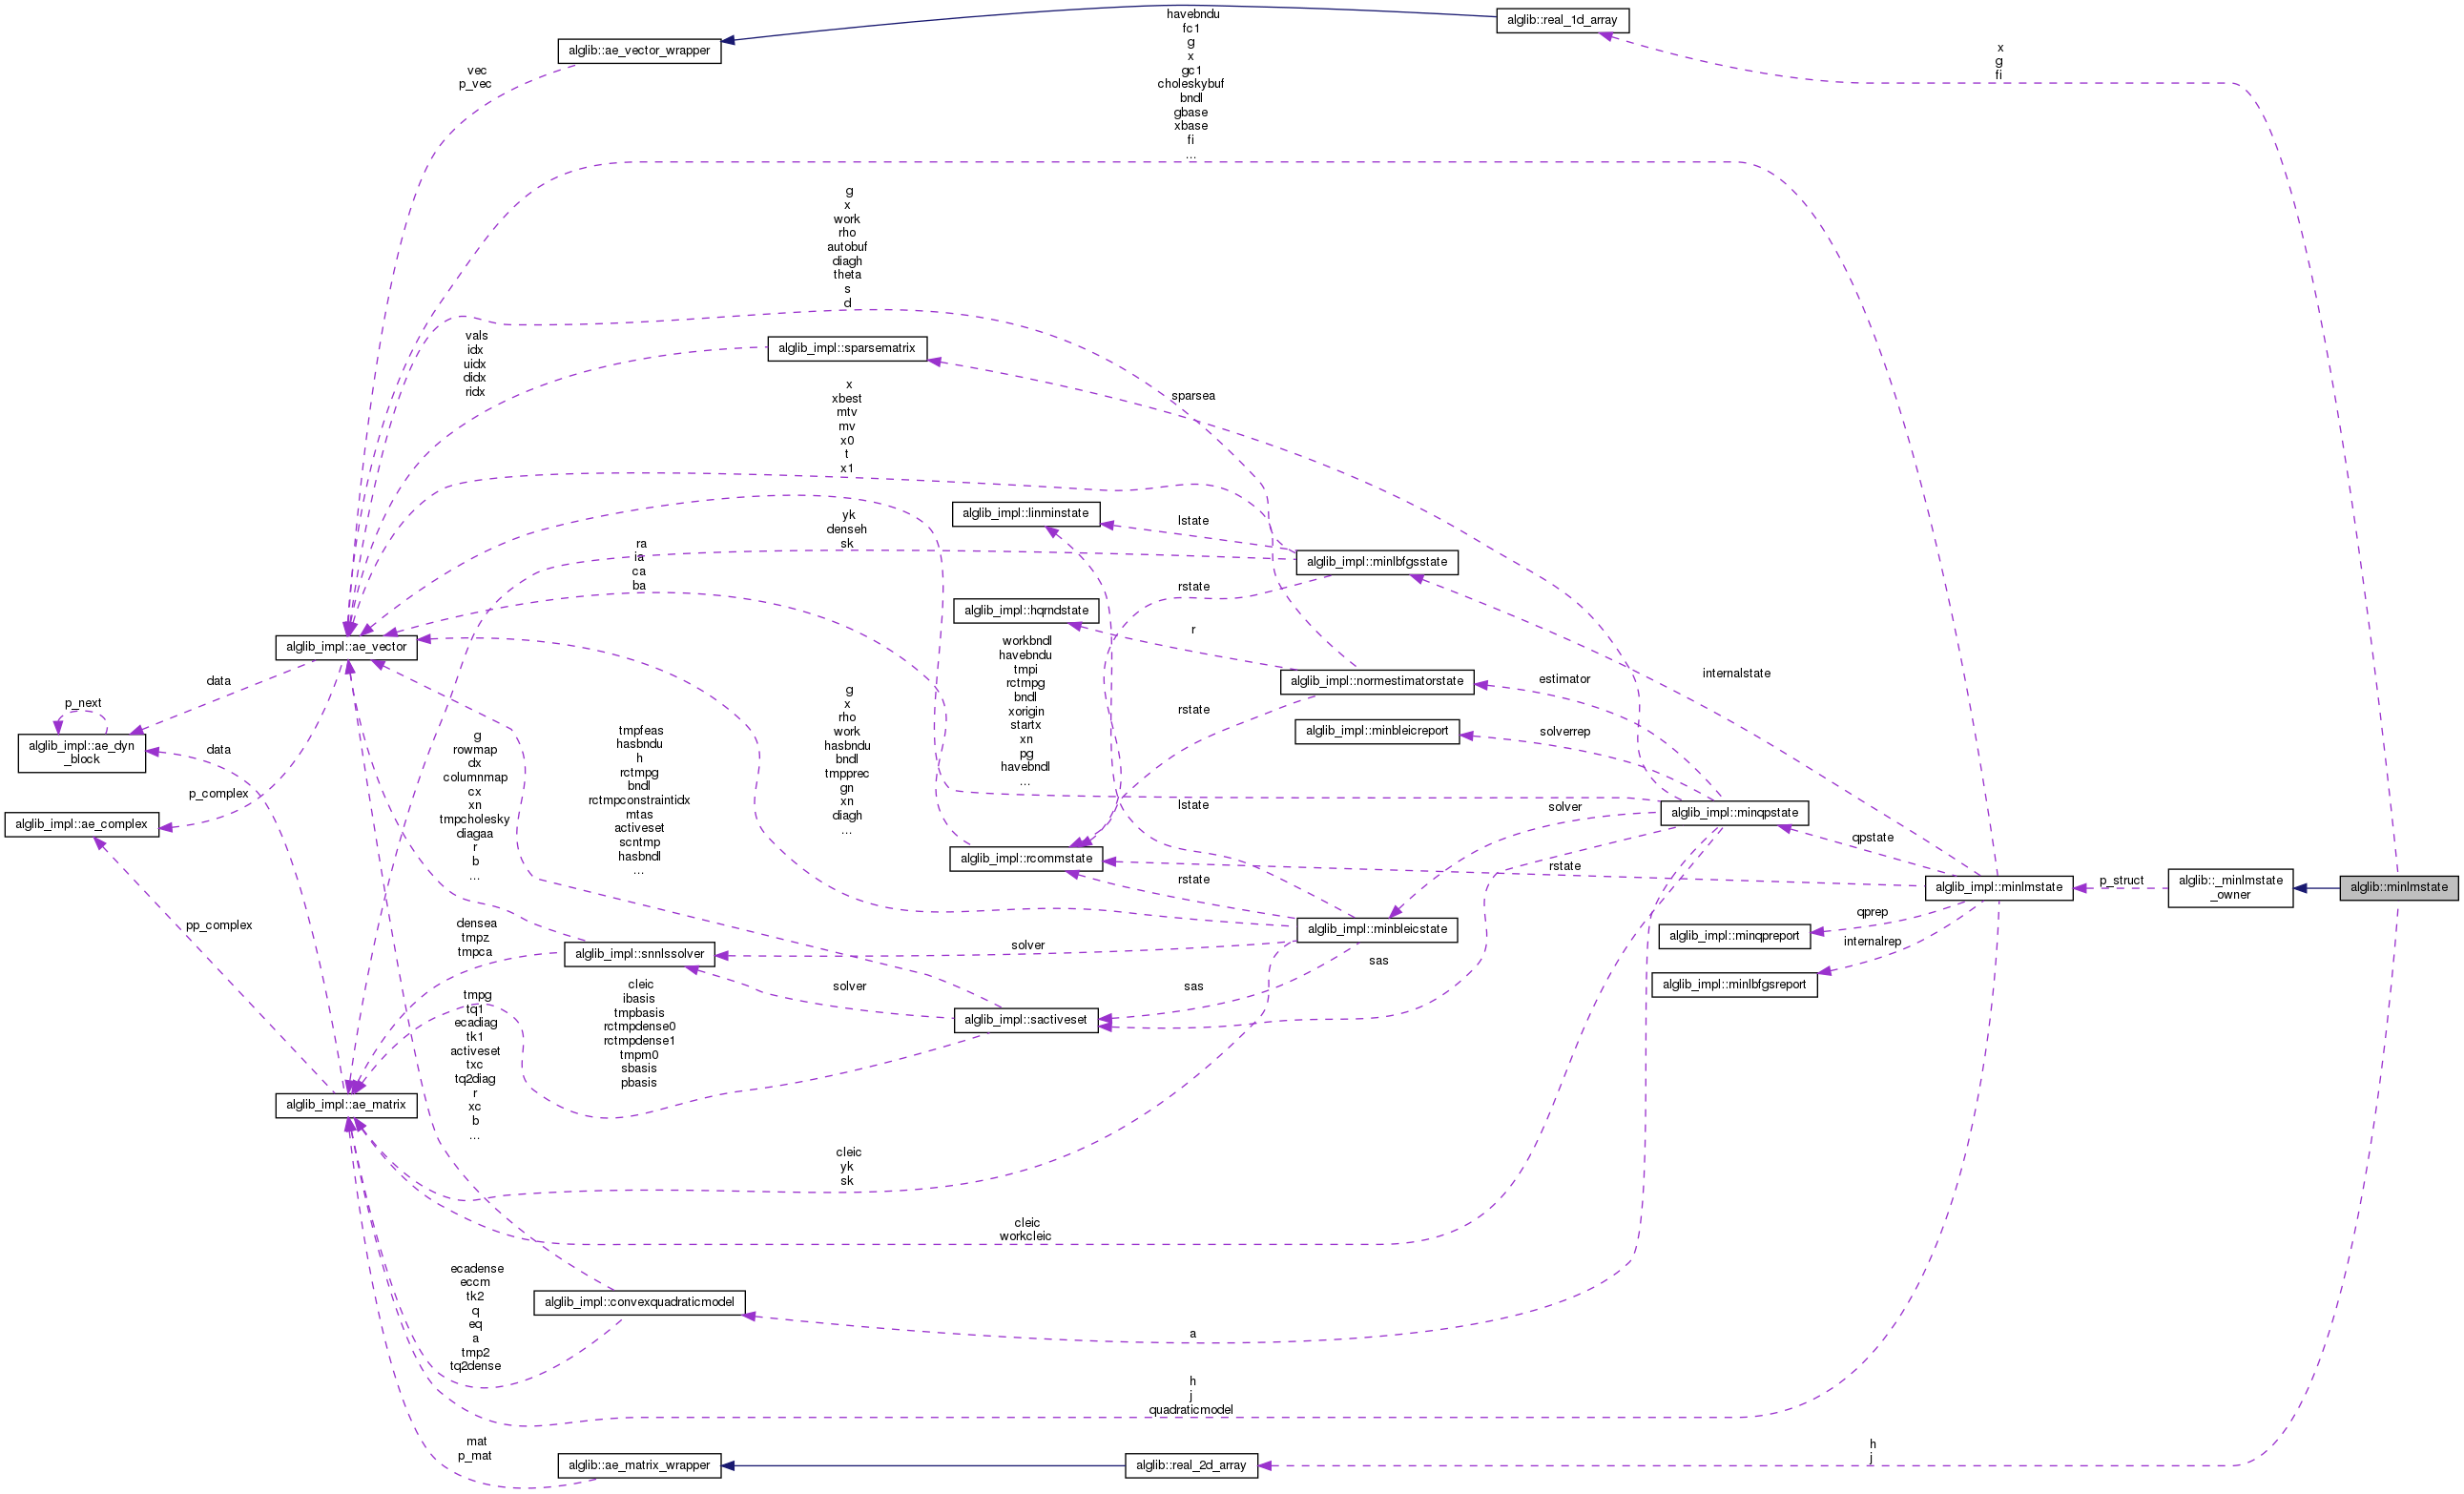 havebndu
fc1
g
x
gc1
choleskybuf
bndl
gbase
xbase
fi
...
alglib::real_1d_array
alglib::ae_vector_wrapper
x
g
fi
vec
p_vec
g
x
work
rho
autobuf
diagh
theta
s
d
vals
idx
uidx
didx
ridx
alglib_impl::sparsematrix
sparsea
x
xbest
mtv
mv
x0
t
x1
alglib_impl::linminstate
lstate
yk
denseh
sk
ra
ia
ca
ba
alglib_impl::minlbfgsstate
rstate
alglib_impl::hqrndstate
r
alglib_impl::ae_vector
workbndl
havebndu
tmpi
rctmpg
bndl
xorigin
startx
xn
pg
havebndl
...
alglib_impl::normestimatorstate
estimator
internalstate
data
rstate
p_next
alglib_impl::minbleicreport
solverrep
alglib_impl::ae_dyn
_block
data
g
rowmap
dx
columnmap
cx
xn
tmpcholesky
diagaa
r
b
...
tmpfeas
hasbndu
h
rctmpg
bndl
rctmpconstraintidx
mtas
activeset
scntmp
hasbndl
...
g
x
rho
work
hasbndu
bndl
tmpprec
gn
xn
diagh
...
p_complex
alglib_impl::ae_complex
lstate
solver
alglib_impl::minqpstate
qpstate
alglib_impl::rcommstate
rstate
rstate
alglib_impl::minlmstate
p_struct
alglib::_minlmstate
_owner
alglib::minlmstate
pp_complex
densea
tmpz
tmpca
alglib_impl::snnlssolver
solver
alglib_impl::minbleicstate
qprep
alglib_impl::minqpreport
internalrep
alglib_impl::minlbfgsreport
sas
solver
sas
alglib_impl::sactiveset
tmpg
tq1
ecadiag
tk1
activeset
txc
tq2diag
r
xc
b
...
cleic
ibasis
tmpbasis
rctmpdense0
rctmpdense1
tmpm0
sbasis
pbasis
alglib_impl::ae_matrix
cleic
yk
sk
cleic
workcleic
ecadense
eccm
tk2
q
eq
a
tmp2
tq2dense
alglib_impl::convexquadraticmodel
a
h
j
quadraticmodel
mat
p_mat
alglib::ae_matrix_wrapper
alglib::real_2d_array
h
j